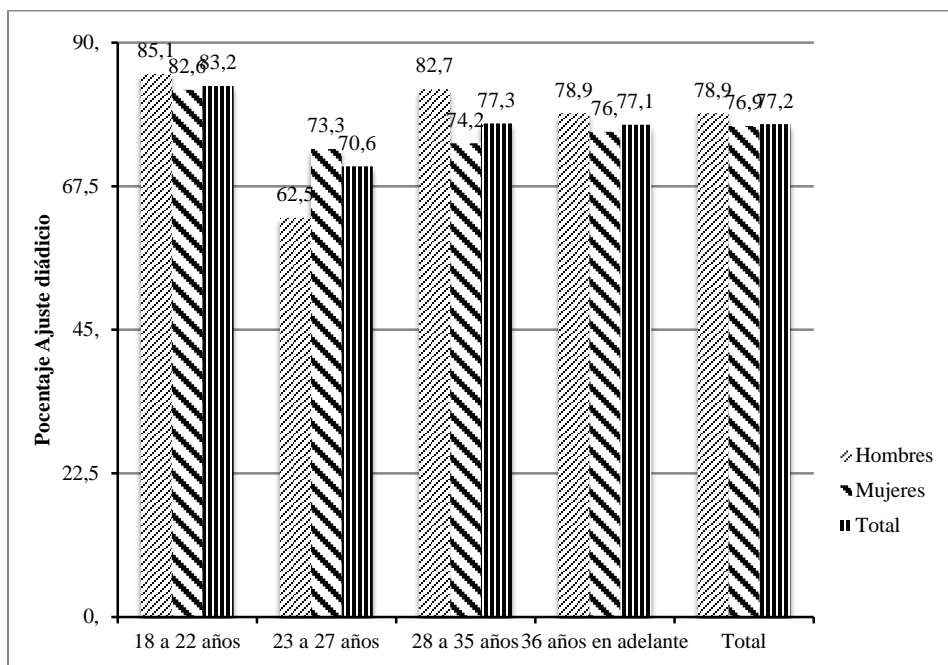 Pocentaje Ajuste diádicio
90,
67,5
45,
22,5
0,
85,1
82,6
83,2
62,5
73,3
70,6
82,7
74,2
77,3
78,9
76,
77,1
78,9
76,9
77,2
18 a 22 años
23 a 27 años
28 a 35 años
36 años en adelante
Total
Hombres
Mujeres
Total